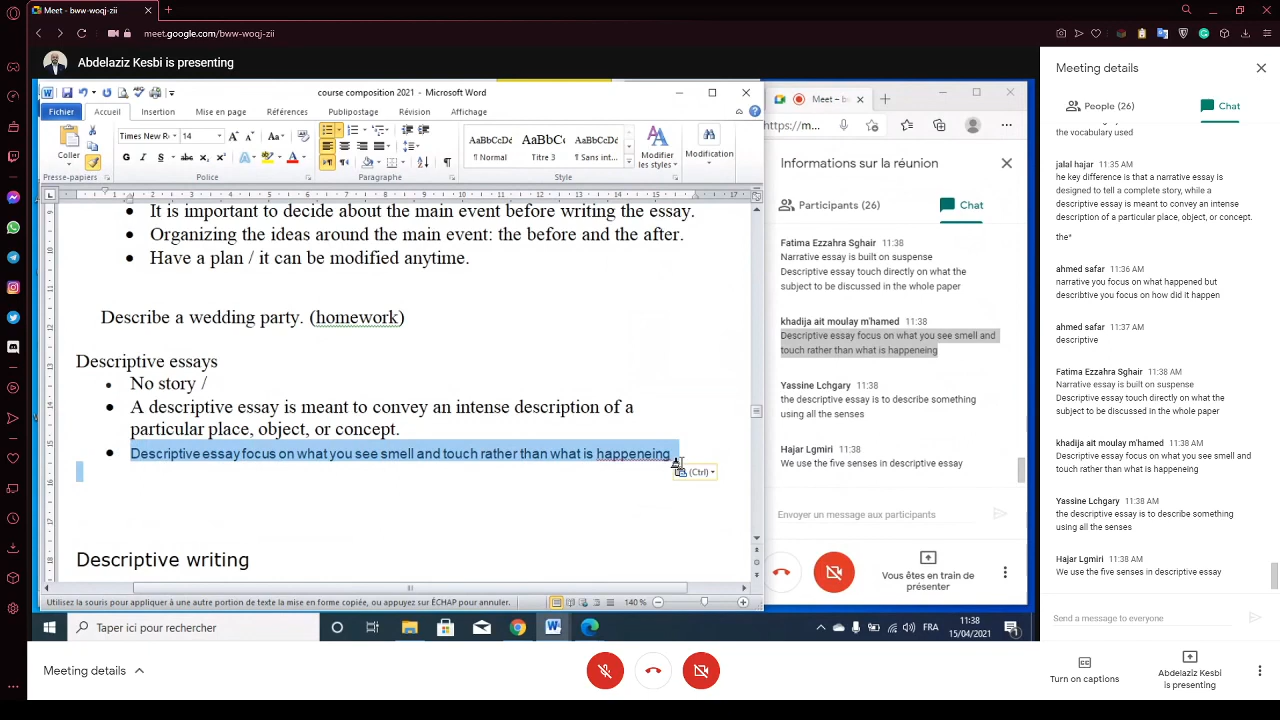 Meet - bww-woqj-zii
meet.google.com/bww-woqj-zii
Abdelaziz Kesbi is presenting
course composition 2021 - Microsoft Word
Fichier
Accueil
Insertion
Mise en page
Références
Publipostage
Révision
Affichage
Coller
Times New R
14
AaBbCcDd
AaBbCc
AaBbCcDd
¶ Normal
Titre 3
¶ Sans int...
Modifier
les styles
Modification
Presse-papiers
Police
Paragraphe
Style
• It is important to decide about the main event before writing the essay.
• Organizing the ideas around the main event: the before and the after.
• Have a plan / it can be modified anytime.
Describe a wedding party. (homework)
Descriptive essays
• No story /
• A descriptive essay is meant to convey an intense description of a
particular place, object, or concept.
• Descriptive essay focus on what you see smell and touch rather than what is happeneing
(Ctrl)
Descriptive writing
Utilisez la souris pour appliquer à une autre portion de texte la mise en forme copiée, ou appuyez sur ÉCHAP pour annuler.
140 %
Meet – b
https://m...
Informations sur la réunion
Participants (26)
Chat
Fatima Ezzahra Sghair 11:38
Narrative essay is built on suspense
Descriptive essay touch directly on what the
subject to be discussed in the whole paper
khadija ait moulay m'hamed 11:38
Descriptive essay focus on what you see smell and
touch rather than what is happeneing
Yassine Lchgary 11:38
the descriptive essay is to describe something
using all the senses
Hajar Lgmiri 11:38
We use the five senses in descriptive essay
Envoyer un message aux participants
Vous êtes en train de
présenter
Taper ici pour rechercher
FRA
11:38
15/04/2021
Meeting details
People (26)
Chat
the vocabulary used
jalal hajar 11:35 AM
he key difference is that a narrative essay is
designed to tell a complete story, while a
descriptive essay is meant to convey an intense
description of a particular place, object, or concept.
the*
ahmed safar 11:36 AM
narrative you focus on what happened but
describtive you focus on how did It happen
ahmed safar 11:37 AM
descriptive
Fatima Ezzahra Sghair 11:38 AM
Narrative essay is built on suspense
Descriptive essay touch directly on what the
subject to be discussed in the whole paper
khadija ait moulay m'hamed 11:38 AM
Descriptive essay focus on what you see smell and
touch rather than what is happeneing
Yassine Lchgary 11:38 AM
the descriptive essay is to describe something
using all the senses
Hajar Lgmiri 11:38 AM
We use the five senses in descriptive essay
Send a message to everyone
Meeting details
Turn on captions
Abdelaziz Kesbi
is presenting